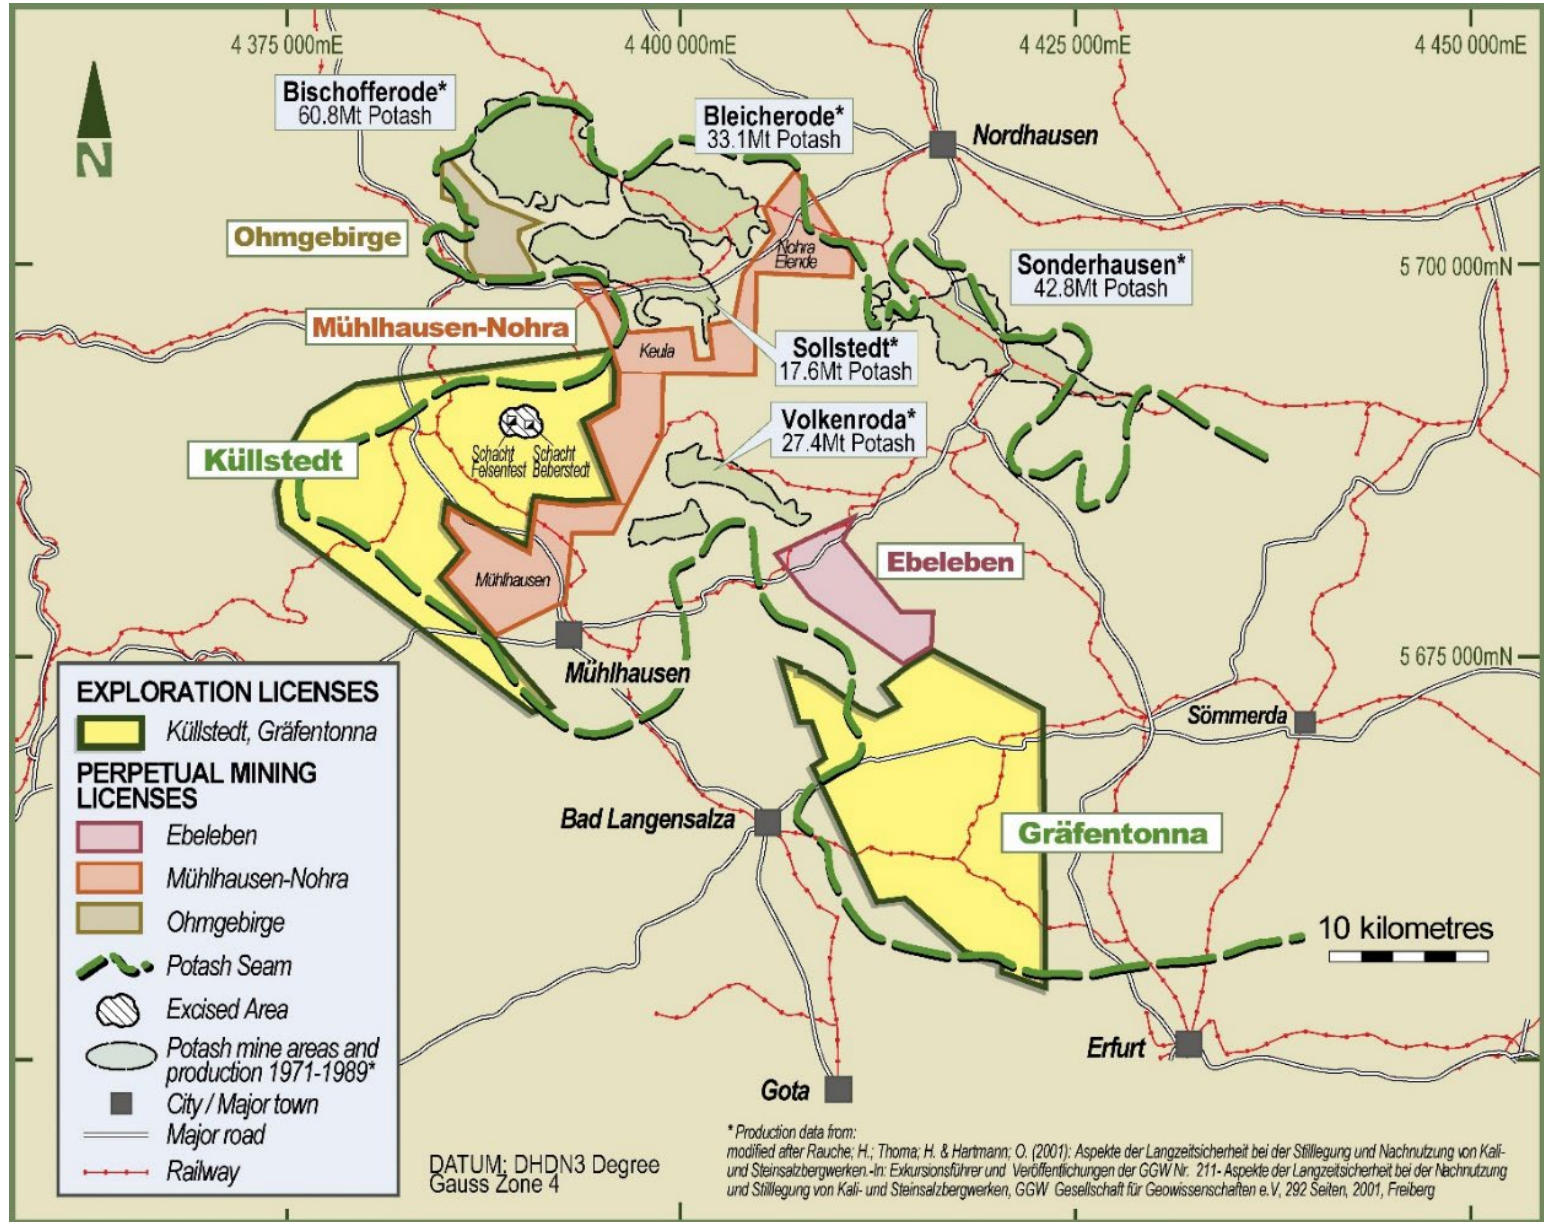 4 375 000mE
4 400 000mE
4 425 000mE
4 450 000mE
N
Bischofferode*
60.8Mt Potash
Bleicherode*
33.1Mt Potash
Nordhausen
Ohmgebirge
Nohra
Elende
Sonderhausen*
42.8Mt Potash
5 700 000mN
Mühlhausen-Nohra
Keula
Sollstedt*
17.6Mt Potash
Volkenroda*
27.4Mt Potash
Küllstedt
Schacht
Felsenfest
Schacht
Beberstedt
Ebeleben
Mühlhausen
Mühlhausen
5 675 000mN
Sömmerda
Bad Langensalza
Gräfentonna
10 kilometres
Erfurt
Gota
EXPLORATION LICENSES
Küllstedt, Gräfentonna
PERPETUAL MINING
LICENSES
Ebeleben
Mühlhausen-Nohra
Ohmgebirge
Potash Seam
Excised Area
Potash mine areas and
production 1971-1989*
City / Major town
Major road
Railway
DATUM: DHDN3 Degree
Gauss Zone 4
* Production data from:
modified after Rauche, H.; Thoma, H. & Hartmann, O. (2001): Aspekte der Langzeitsicherheit bei der Stilllegung und Nachnutzung von Kali-
und Steinsalzbergwerken.-In: Exkursionsführer und Veröffentlichungen der GGW Nr. 211- Aspekte der Langzeitsicherheit bei der Nachnutzung
und Stilllegung von Kali- und Steinsalzbergwerken, GGW Gesellschaft für Geowissenschaften e.V, 292 Seiten, 2001, Freiberg